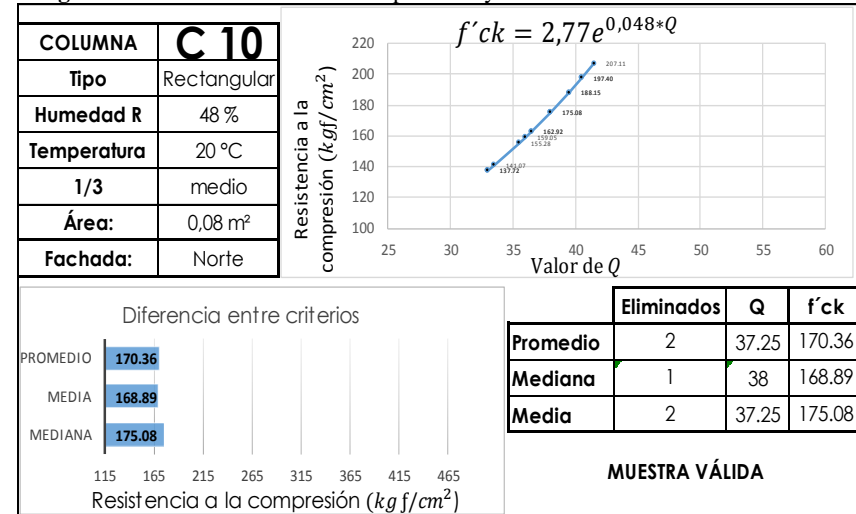 COLUMNA C 10
Tipo Rectangular
Humedad R 48 %
Temperatura 20 °C
1/3 medio
Área: 0,08 m²
Fachada: Norte
f´ck = 2,77e^0,048*Q
Resistencia a la
compresión (kgf/cm²)
220
200
180
160
140
120
100
207.11
197.40
188.15
175.08
162.92
159.05
155.28
141.07
137.72
25 30 35 40 45 50 55 60
Valor de Q
Diferencia entre criterios
PROMEDIO 170.36
MEDIA 168.89
MEDIANA 175.08
115 165 215 265 315 365 415 465
Resistencia a la compresión (kgf/cm²)
Eliminados Q f´ck
Promedio 2 37.25 170.36
Mediana 1 38 168.89
Media 2 37.25 175.08
MUESTRA VÁLIDA